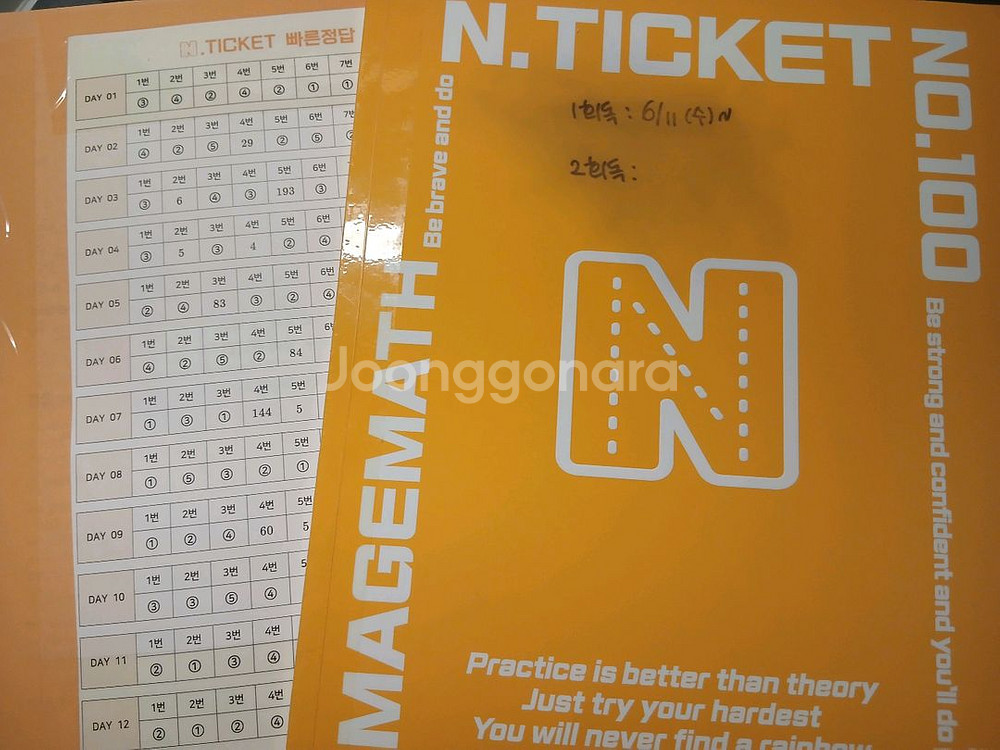 N.TICKET 빠른정답
DAY 01
1번 2번 3번 4번 5번 6번 7번
③ ④ ② ④ ② ① ①
DAY 02
1번 2번 3번 4번 5번 6번
④ ② ⑤ 29 ② ⑤
DAY 03
1번 2번 3번 4번 5번 6번
③ 6 ④ ③ 193 ③
DAY 04
1번 2번 3번 4번 5번 6번
③ 5 ③ 4 ② ④
DAY 05
1번 2번 3번 4번 5번 6번
② ④ 83 ③ ② ④
DAY 06
1번 2번 3번 4번 5번
④ ② ⑤ ② 84
DAY 07
1번 2번 3번 4번 5번
① ③ ① 144 5
DAY 08
1번 2번 3번 4번 5번
① ⑤ ③ ② ①
DAY 09
1번 2번 3번 4번 5번
① ② ④ 60 5
DAY 10
1번 2번 3번 4번
③ ③ ⑤ ④
DAY 11
1번 2번 3번 4번
② ① ③ ④
DAY 12
1번 2번 3번 4번
② ① ② ④
N.TICKET
NO.100
Be brave and do
MAGEMATH
1회독 : 6/11 (수) ~
2회독 :
N
Be strong and confident and you'll do
Joonggonara
Practice is better than theory
Just try your hardest
You will never find a rainbow